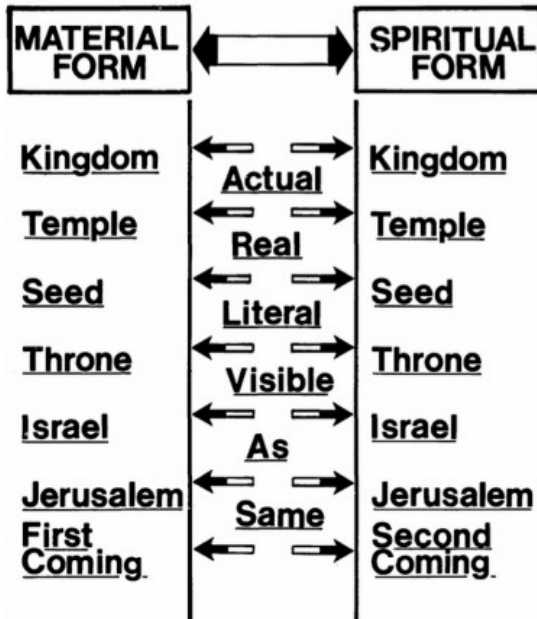 MATERIAL FORM
SPIRITUAL FORM
Kingdom
Kingdom
Actual
Temple
Temple
Real
Seed
Seed
Literal
Throne
Throne
Visible
Israel
Israel
As
Jerusalem
Jerusalem
Same
First
Coming
Second
Coming